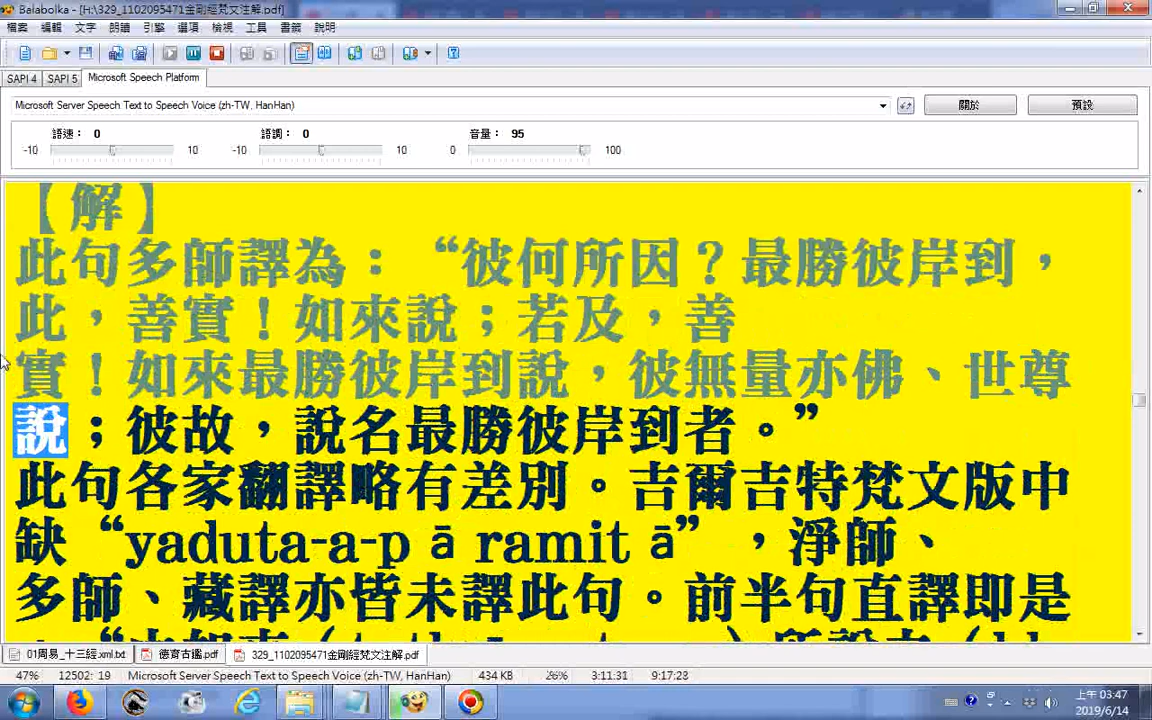 Balabolka - [H:\329_1102095471金剛經梵文注解.pdf]
檔案 編輯 文字 朗讀 引擎 選項 檢視 工具 書籤 說明
SAPI 4 SAPI 5 Microsoft Speech Platform
Microsoft Server Speech Text to Speech Voice (zh-TW, HanHan) 關於 預設
語速： 0 語調： 0 音量： 95
-10 10 -10 10 0 100
【解】
此句多師譯為：“彼何所因？最勝彼岸到，
此，善實！如來說；若及，善
實！如來最勝彼岸到說，彼無量亦佛、世尊
說；彼故，說名最勝彼岸到者。”
此句各家翻譯略有差別。吉爾吉特梵文版中
缺“yaduta-a-p ā ramit ā”，淨師、
多師、藏譯亦皆未譯此句。前半句直譯即是
01周易_十三經.xml.txt 德育古鑑.pdf 329_1102095471金剛經梵文注解.pdf
47% 12502: 19 Microsoft Server Speech Text to Speech Voice (zh-TW, HanHan) 434 KB 26% 3:11:31 9:17:23
上午 03:47
2019/6/14